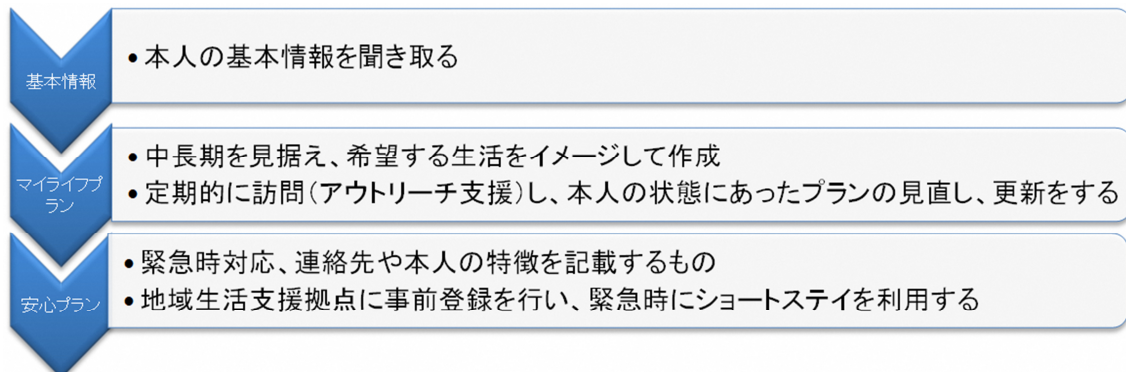 基本情報
• 本人の基本情報を聞き取る
マイライフプ
ラン
• 中長期を見据え、希望する生活をイメージして作成
• 定期的に訪問(アウトリーチ支援)し、本人の状態にあったプランの見直し、更新をする
安心プラン
• 緊急時対応、連絡先や本人の特徴を記載するもの
• 地域生活支援拠点に事前登録を行い、緊急時にショートステイを利用する